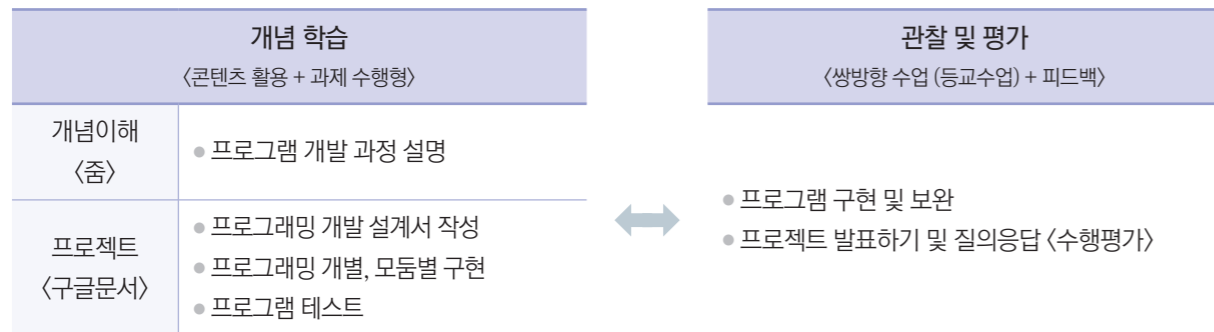 개념 학습
〈콘텐츠 활용 + 과제 수행형〉
개념이해
〈줌〉
● 프로그램 개발 과정 설명
프로젝트
〈구글문서〉
● 프로그래밍 개발 설계서 작성
● 프로그래밍 개별, 모둠별 구현
● 프로그램 테스트
관찰 및 평가
〈쌍방향 수업 (등교수업) + 피드백〉
● 프로그램 구현 및 보완
● 프로젝트 발표하기 및 질의응답 〈수행평가〉